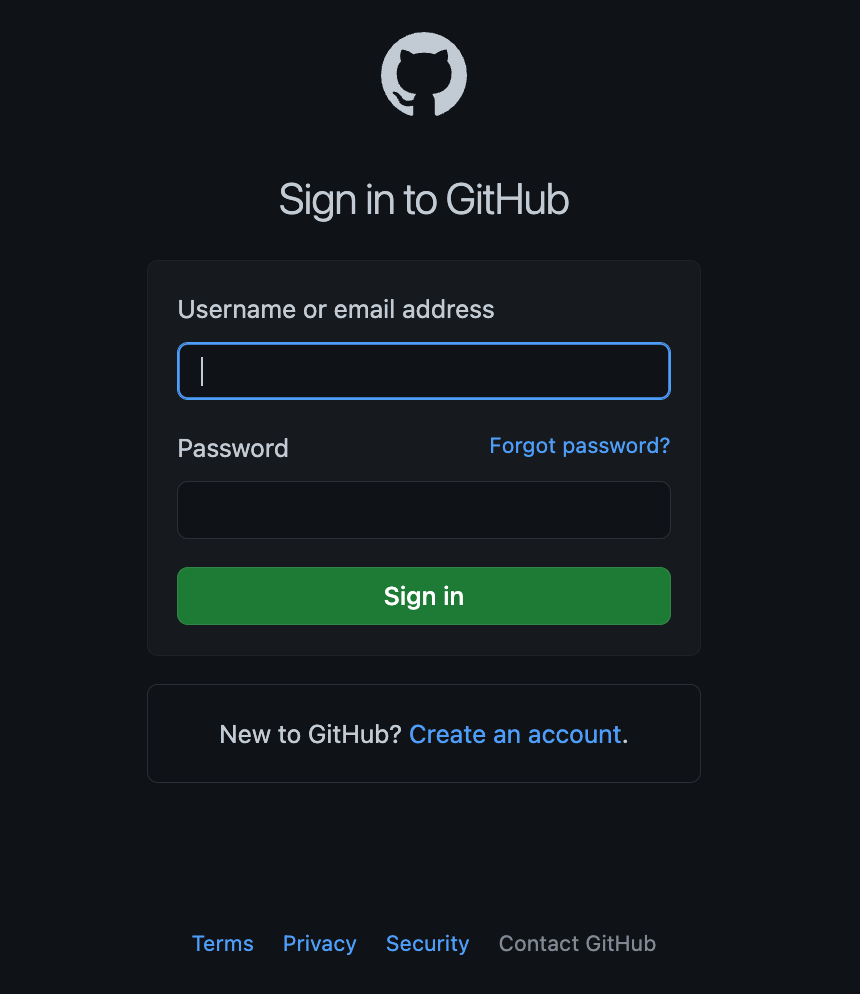 Sign in to GitHub
Username or email address
Password Forgot password?
Sign in
New to GitHub? Create an account.
Terms Privacy Security Contact GitHub